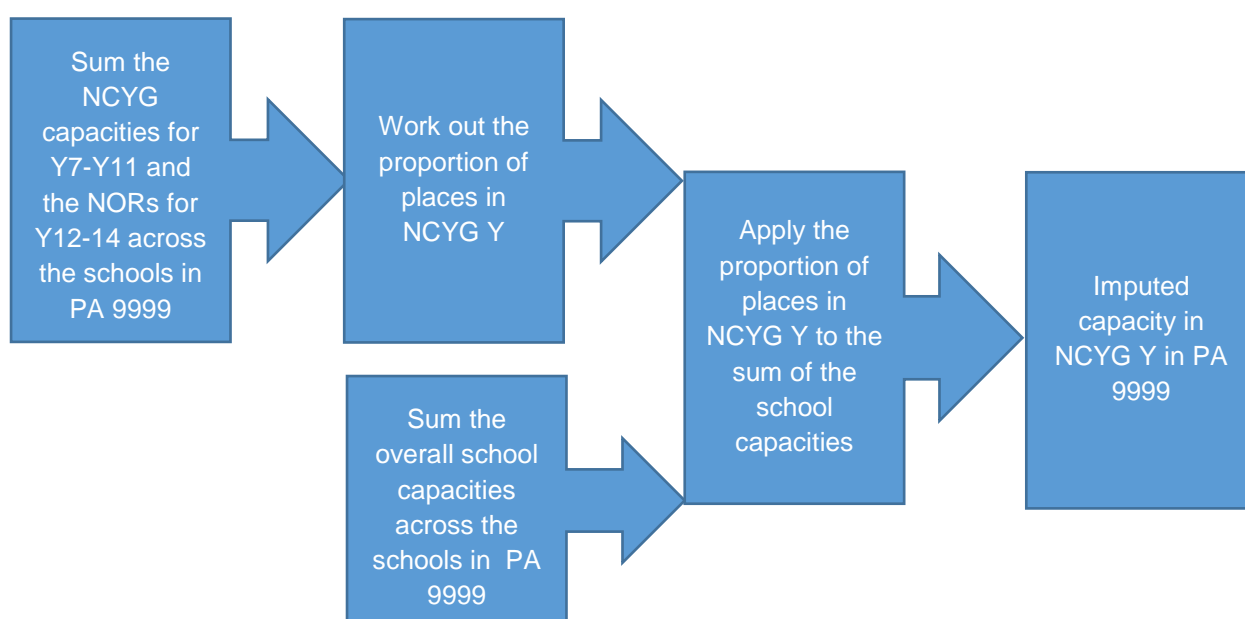 Sum the
NCYG
capacities for
Y7-Y11 and
the NORs for
Y12-14 across
the schools in
PA 9999
Work out the
proportion of
places in
NCYG Y
Sum the
overall school
capacities
across the
schools in  PA
9999
Apply the
proportion of
places in
NCYG Y to the
sum of the
school
capacities
Imputed
capacity in
NCYG Y in PA
9999